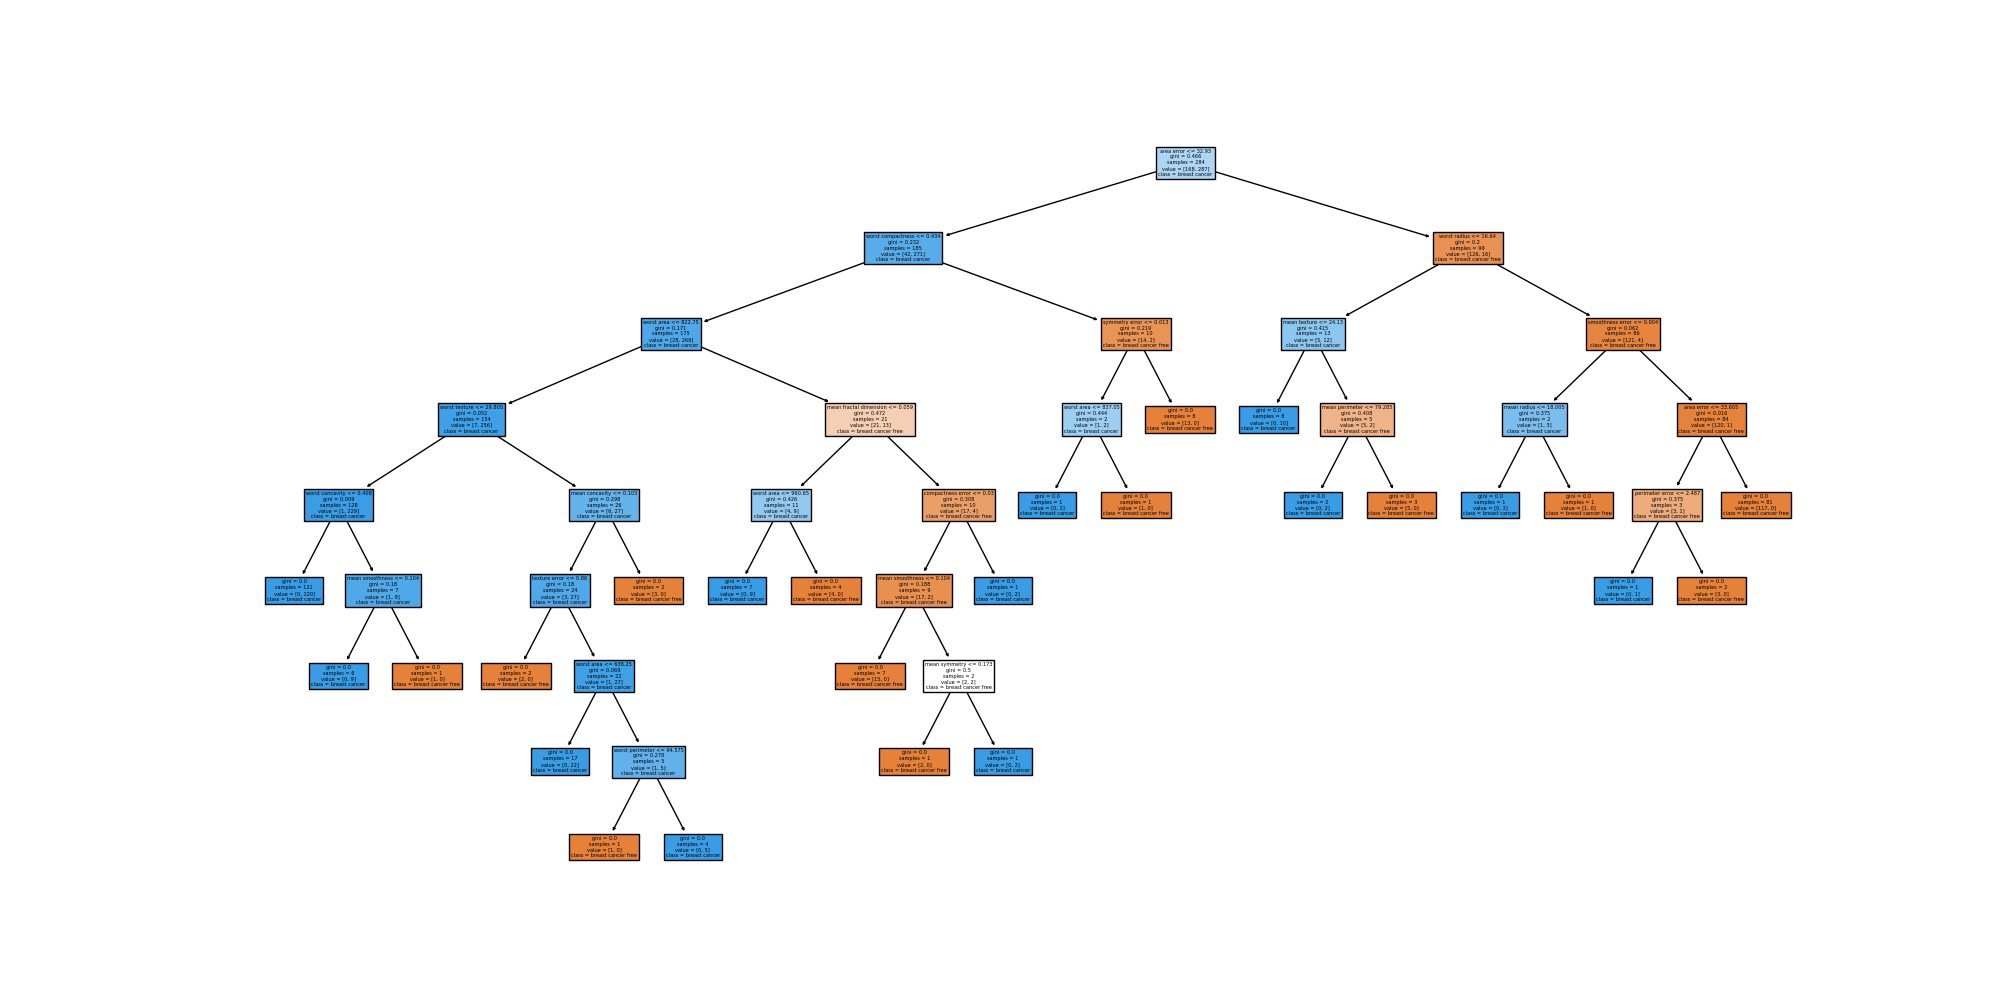 area error <= 32.93
gini = 0.466
samples = 284
value = [168, 287]
class = breast cancer
worst compactness <= 0.434
gini = 0.232
samples = 185
value = [42, 271]
class = breast cancer
worst radius <= 16.64
gini = 0.2
samples = 99
value = [126, 16]
class = breast cancer free
worst area <= 822.75
gini = 0.171
samples = 175
value = [28, 269]
class = breast cancer
symmetry error <= 0.013
gini = 0.219
samples = 10
value = [14, 2]
class = breast cancer free
mean texture <= 24.13
gini = 0.415
samples = 13
value = [5, 12]
class = breast cancer
smoothness error <= 0.004
gini = 0.062
samples = 86
value = [121, 4]
class = breast cancer free
worst texture <= 29.805
gini = 0.052
samples = 154
value = [7, 256]
class = breast cancer
mean fractal dimension <= 0.059
gini = 0.472
samples = 21
value = [21, 13]
class = breast cancer free
worst area <= 837.05
gini = 0.444
samples = 2
value = [1, 2]
class = breast cancer
gini = 0.0
samples = 8
value = [13, 0]
class = breast cancer free
gini = 0.0
samples = 8
value = [0, 10]
class = breast cancer
mean perimeter <= 79.285
gini = 0.408
samples = 5
value = [5, 2]
class = breast cancer free
mean radius <= 18.005
gini = 0.375
samples = 2
value = [1, 3]
class = breast cancer
area error <= 33.605
gini = 0.016
samples = 84
value = [120, 1]
class = breast cancer free
worst concavity <= 0.408
gini = 0.009
samples = 128
value = [1, 229]
class = breast cancer
mean concavity <= 0.103
gini = 0.298
samples = 26
value = [6, 27]
class = breast cancer
worst area <= 960.65
gini = 0.426
samples = 11
value = [4, 9]
class = breast cancer
compactness error <= 0.03
gini = 0.308
samples = 10
value = [17, 4]
class = breast cancer free
gini = 0.0
samples = 1
value = [0, 2]
class = breast cancer
gini = 0.0
samples = 1
value = [1, 0]
class = breast cancer free
gini = 0.0
samples = 2
value = [0, 2]
class = breast cancer
gini = 0.0
samples = 3
value = [5, 0]
class = breast cancer free
gini = 0.0
samples = 1
value = [0, 3]
class = breast cancer
gini = 0.0
samples = 1
value = [1, 0]
class = breast cancer free
perimeter error <= 2.487
gini = 0.375
samples = 3
value = [3, 1]
class = breast cancer free
gini = 0.0
samples = 81
value = [117, 0]
class = breast cancer free
gini = 0.0
samples = 121
value = [0, 220]
class = breast cancer
mean smoothness <= 0.104
gini = 0.18
samples = 7
value = [1, 9]
class = breast cancer
texture error <= 0.86
gini = 0.18
samples = 24
value = [3, 27]
class = breast cancer
gini = 0.0
samples = 2
value = [3, 0]
class = breast cancer free
gini = 0.0
samples = 7
value = [0, 9]
class = breast cancer
gini = 0.0
samples = 4
value = [4, 0]
class = breast cancer free
mean smoothness <= 0.104
gini = 0.188
samples = 9
value = [17, 2]
class = breast cancer free
gini = 0.0
samples = 1
value = [0, 2]
class = breast cancer
gini = 0.0
samples = 1
value = [0, 1]
class = breast cancer
gini = 0.0
samples = 2
value = [3, 0]
class = breast cancer free
gini = 0.0
samples = 6
value = [0, 9]
class = breast cancer
gini = 0.0
samples = 1
value = [1, 0]
class = breast cancer free
gini = 0.0
samples = 2
value = [2, 0]
class = breast cancer free
worst area <= 638.25
gini = 0.069
samples = 22
value = [1, 27]
class = breast cancer
gini = 0.0
samples = 7
value = [15, 0]
class = breast cancer free
mean symmetry <= 0.173
gini = 0.5
samples = 2
value = [2, 2]
class = breast cancer free
gini = 0.0
samples = 17
value = [0, 22]
class = breast cancer
worst perimeter <= 94.575
gini = 0.278
samples = 5
value = [1, 5]
class = breast cancer
gini = 0.0
samples = 1
value = [2, 0]
class = breast cancer free
gini = 0.0
samples = 1
value = [0, 2]
class = breast cancer
gini = 0.0
samples = 1
value = [1, 0]
class = breast cancer free
gini = 0.0
samples = 4
value = [0, 5]
class = breast cancer